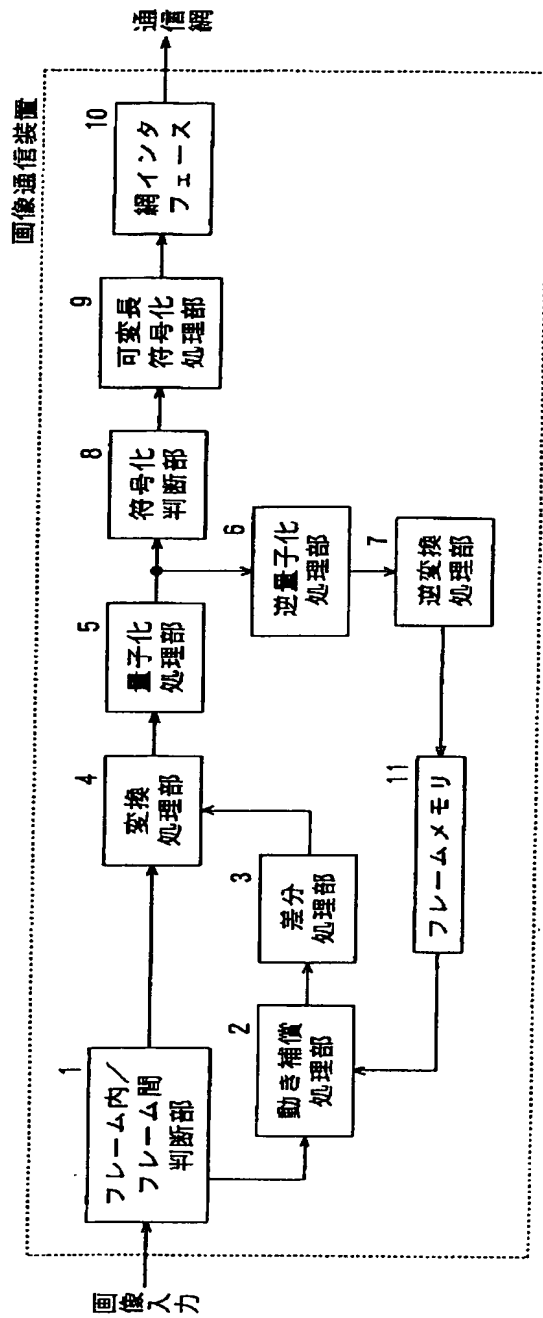 画像通信装置
画像入力
1
フレーム内／
フレーム間
判断部
2
動き補償
処理部
3
差分
処理部
4
変換
処理部
5
量子化
処理部
6
逆量子化
処理部
7
逆変換
処理部
8
符号化
判断部
9
可変長
符号化
処理部
10
網インタ
フェース
11
フレームメモリ
通信網